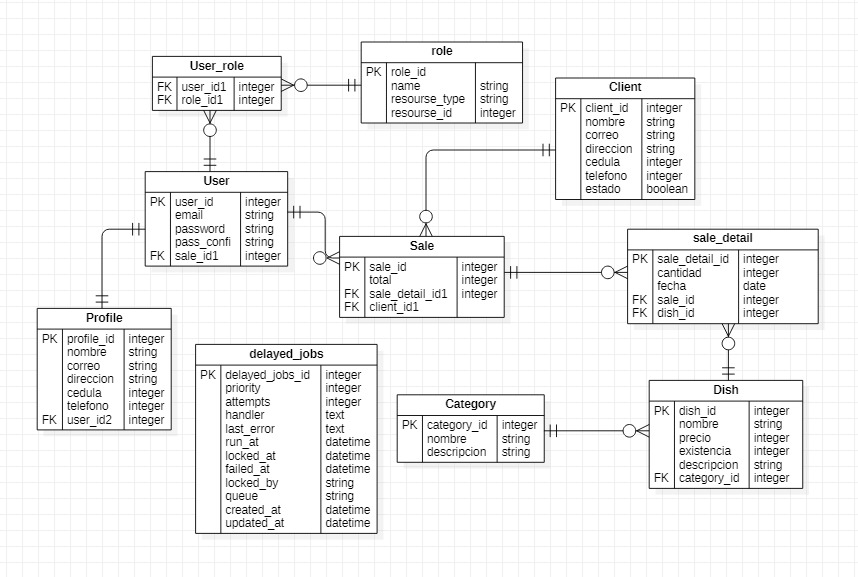 User_role
FK user_id1 integer
FK role_id1 integer
role
PK role_id
name string
resourse_type string
resourse_id integer
Client
PK client_id integer
nombre string
correo string
direccion string
cedula integer
telefono integer
estado boolean
User
PK user_id integer
email string
password string
pass_confi string
FK sale_id1 integer
Sale
PK sale_id integer
total integer
FK sale_detail_id1 integer
FK client_id1
sale_detail
PK sale_detail_id integer
cantidad integer
fecha date
FK sale_id integer
FK dish_id integer
Profile
PK profile_id integer
nombre string
correo string
direccion string
cedula integer
telefono integer
FK user_id2 integer
delayed_jobs
PK delayed_jobs_id integer
priority integer
attempts integer
handler text
last_error text
run_at datetime
locked_at datetime
failed_at datetime
locked_by string
queue string
created_at datetime
updated_at datetime
Category
PK category_id integer
nombre string
descripcion string
Dish
PK dish_id integer
nombre string
precio integer
existencia integer
descripcion string
FK category_id integer